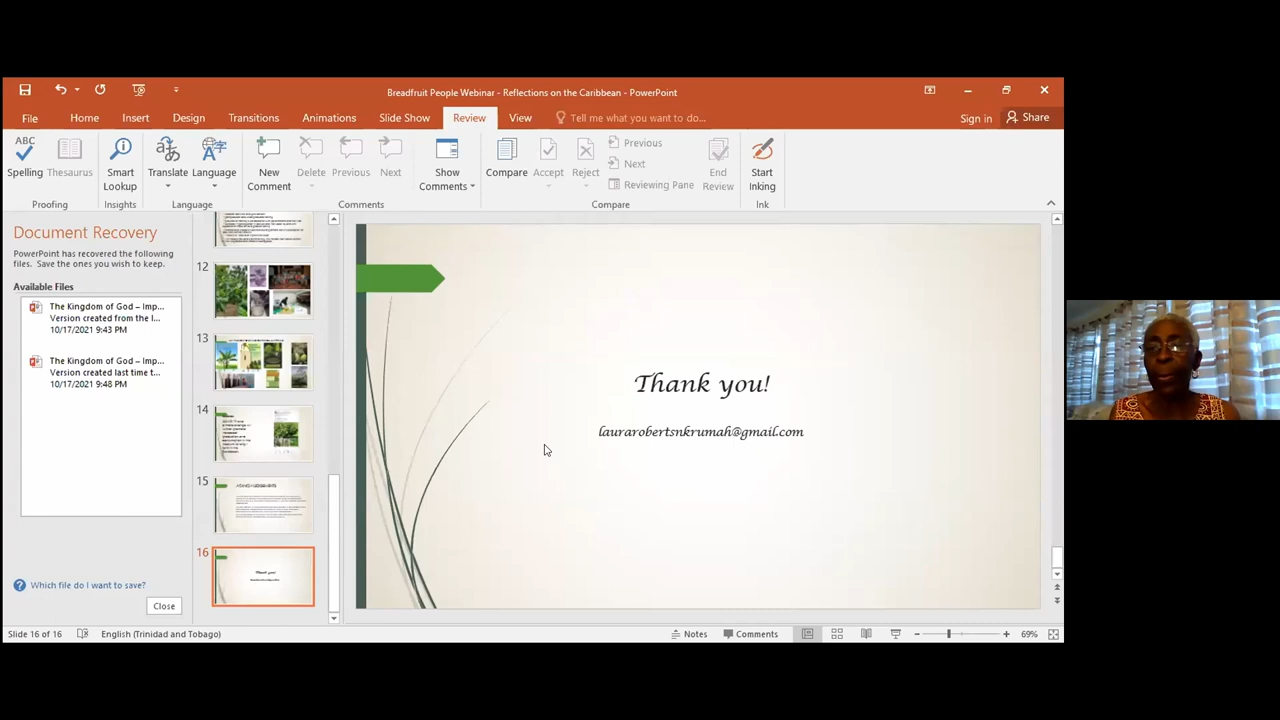 Breadfruit People Webinar - Reflections on the Caribbean - PowerPoint
File Home Insert Design Transitions Animations Slide Show Review View Tell me what you want to do... Sign in Share
ABC
Spelling
Thesaurus
Proofing
Smart Lookup
Insights
Translate
Language
Language
New Comment
Delete
Previous
Next
Show Comments
Comments
Compare
Accept
Reject
Previous
Next
Reviewing Pane
End Review
Compare
Start Inking
Ink
Document Recovery
PowerPoint has recovered the following
files. Save the ones you wish to keep.
Available Files
The Kingdom of God – Imp...
Version created from the l...
10/17/2021 9:43 PM
The Kingdom of God – Imp...
Version created last time t...
10/17/2021 9:48 PM
Which file do I want to save?
Close
12
13
14
15
16
Thank you!
laurarobertsnkrumah@gmail.com
Slide 16 of 16
English (Trinidad and Tobago)
Notes
Comments
69%